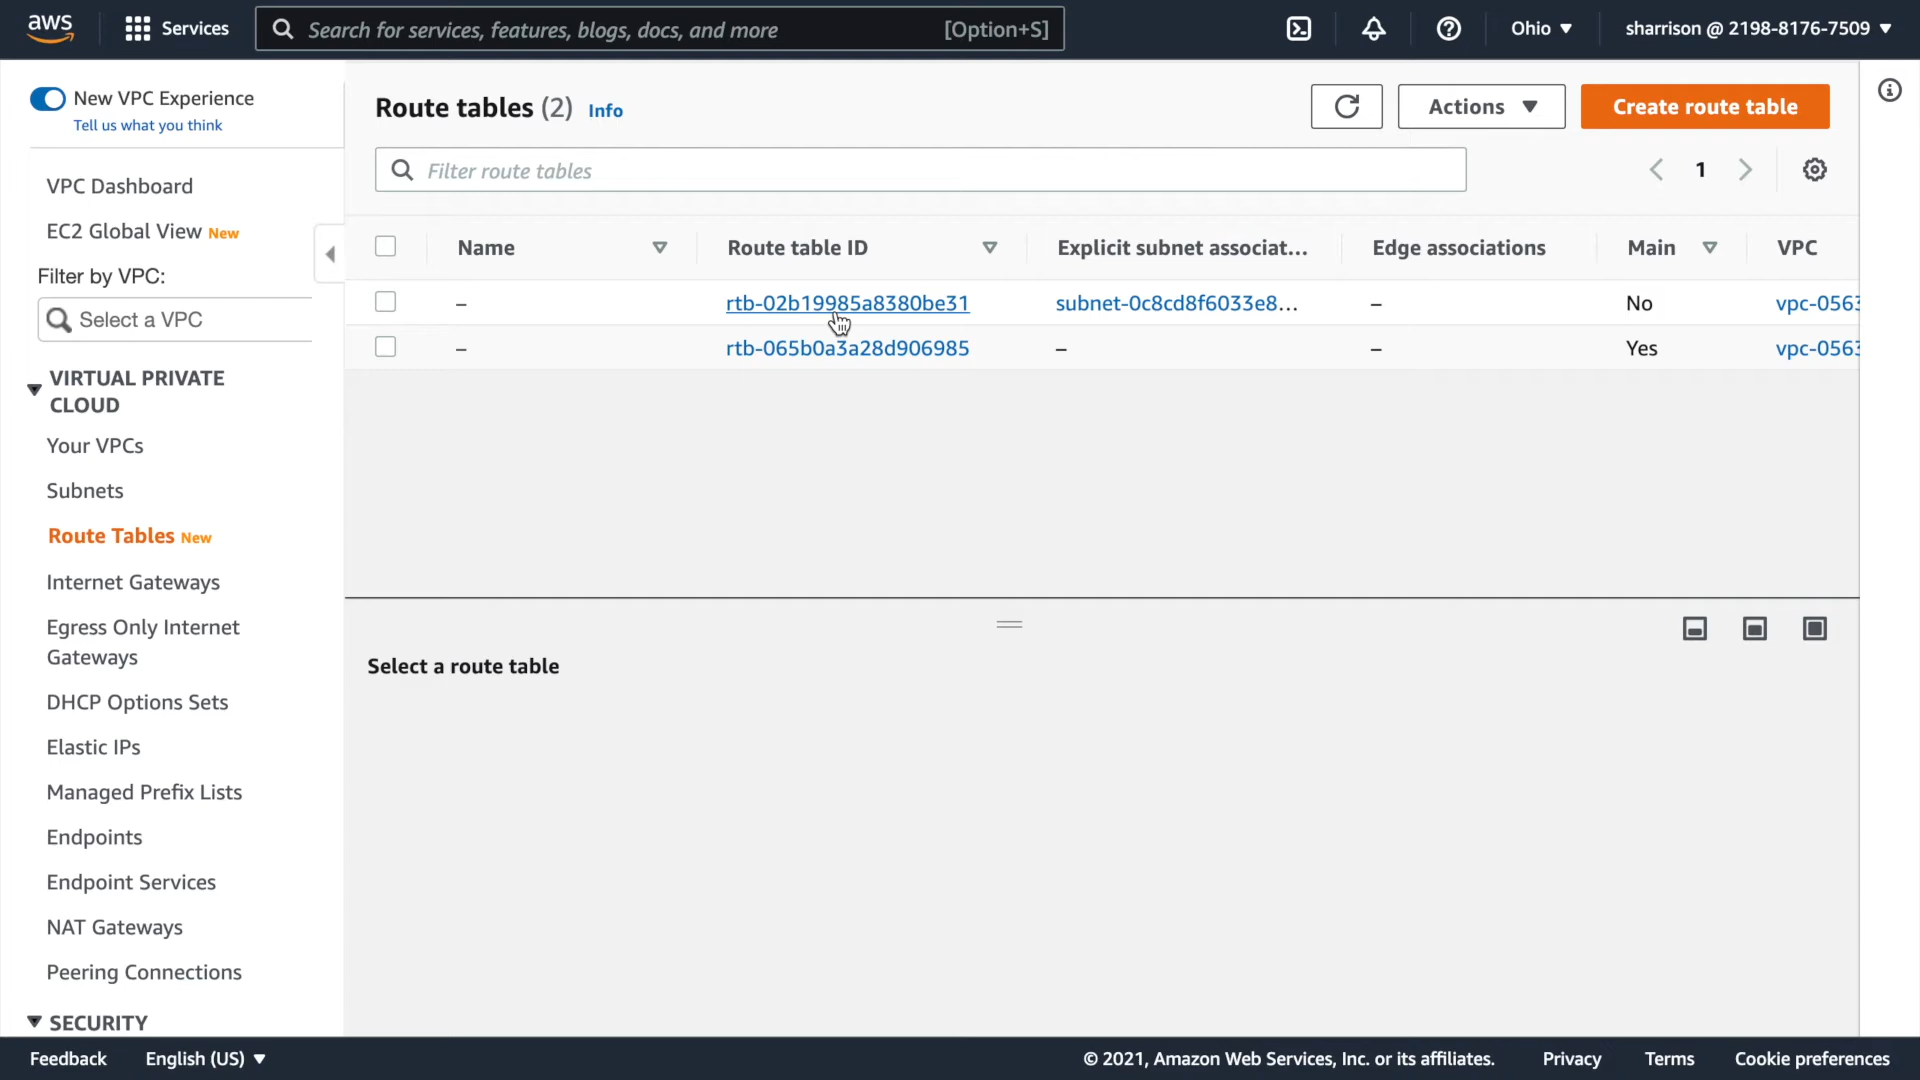 aws
Services
Search for services, features, blogs, docs, and more
[Option+S]
Ohio
sharrison @ 2198-8176-7509
New VPC Experience
Tell us what you think
VPC Dashboard
EC2 Global View New
Filter by VPC:
Select a VPC
VIRTUAL PRIVATE
CLOUD
Your VPCs
Subnets
Route Tables New
Internet Gateways
Egress Only Internet
Gateways
DHCP Options Sets
Elastic IPs
Managed Prefix Lists
Endpoints
Endpoint Services
NAT Gateways
Peering Connections
SECURITY
Route tables (2) Info
Actions
Create route table
Filter route tables
1
Name Route table ID Explicit subnet associat... Edge associations Main VPC
– rtb-02b19985a8380be31 subnet-0c8cd8f6033e8... – No vpc-0563
– rtb-065b0a3a28d906985 – – Yes vpc-0563
Select a route table
Feedback English (US) © 2021, Amazon Web Services, Inc. or its affiliates. Privacy Terms Cookie preferences